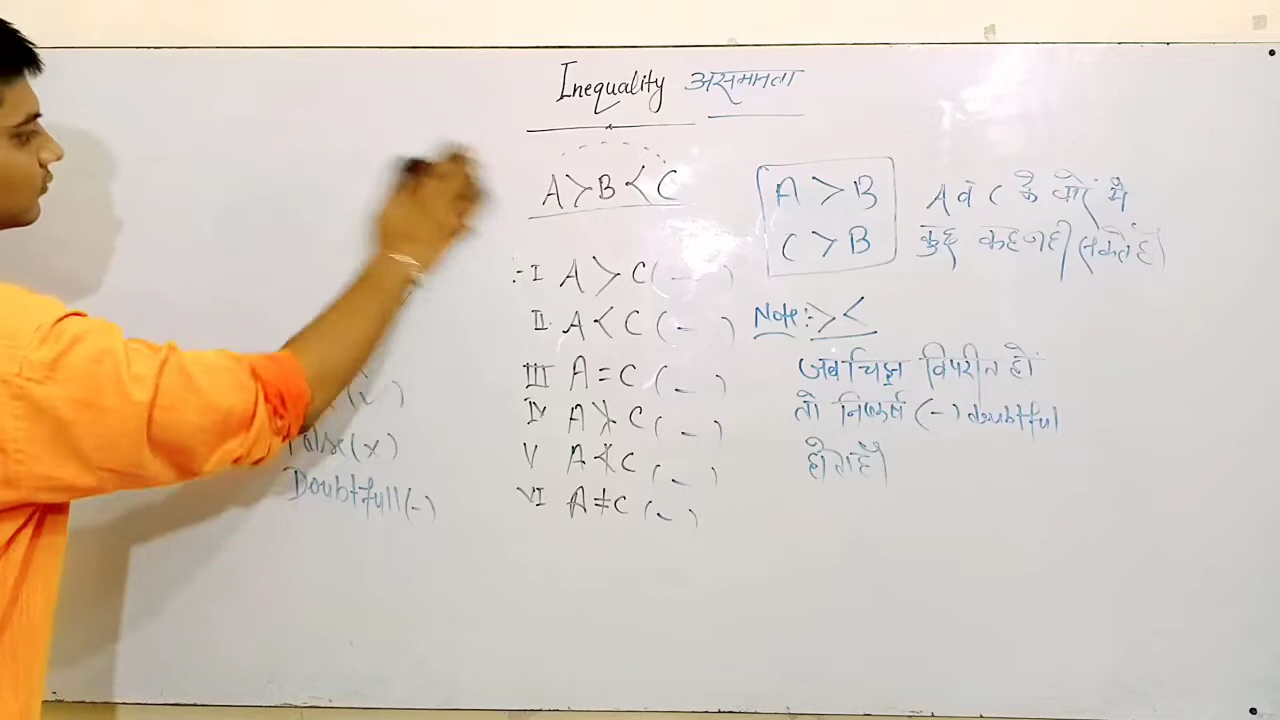 Inequality असमानता
A>B<C
A>B
C>B
A व C के बारे में
कुछ कह नही सकते हैं
I A>C(-)
II. A<C(-)
III A=C(-)
IV A≯C(-)
V A≮C(-)
VI A≠C(-)
Note:- ><
जब चिह्न विपरीत हो
तो निष्कर्ष (-) doubtful
होता है।
(✓)
False(x)
Doubtfull(-)